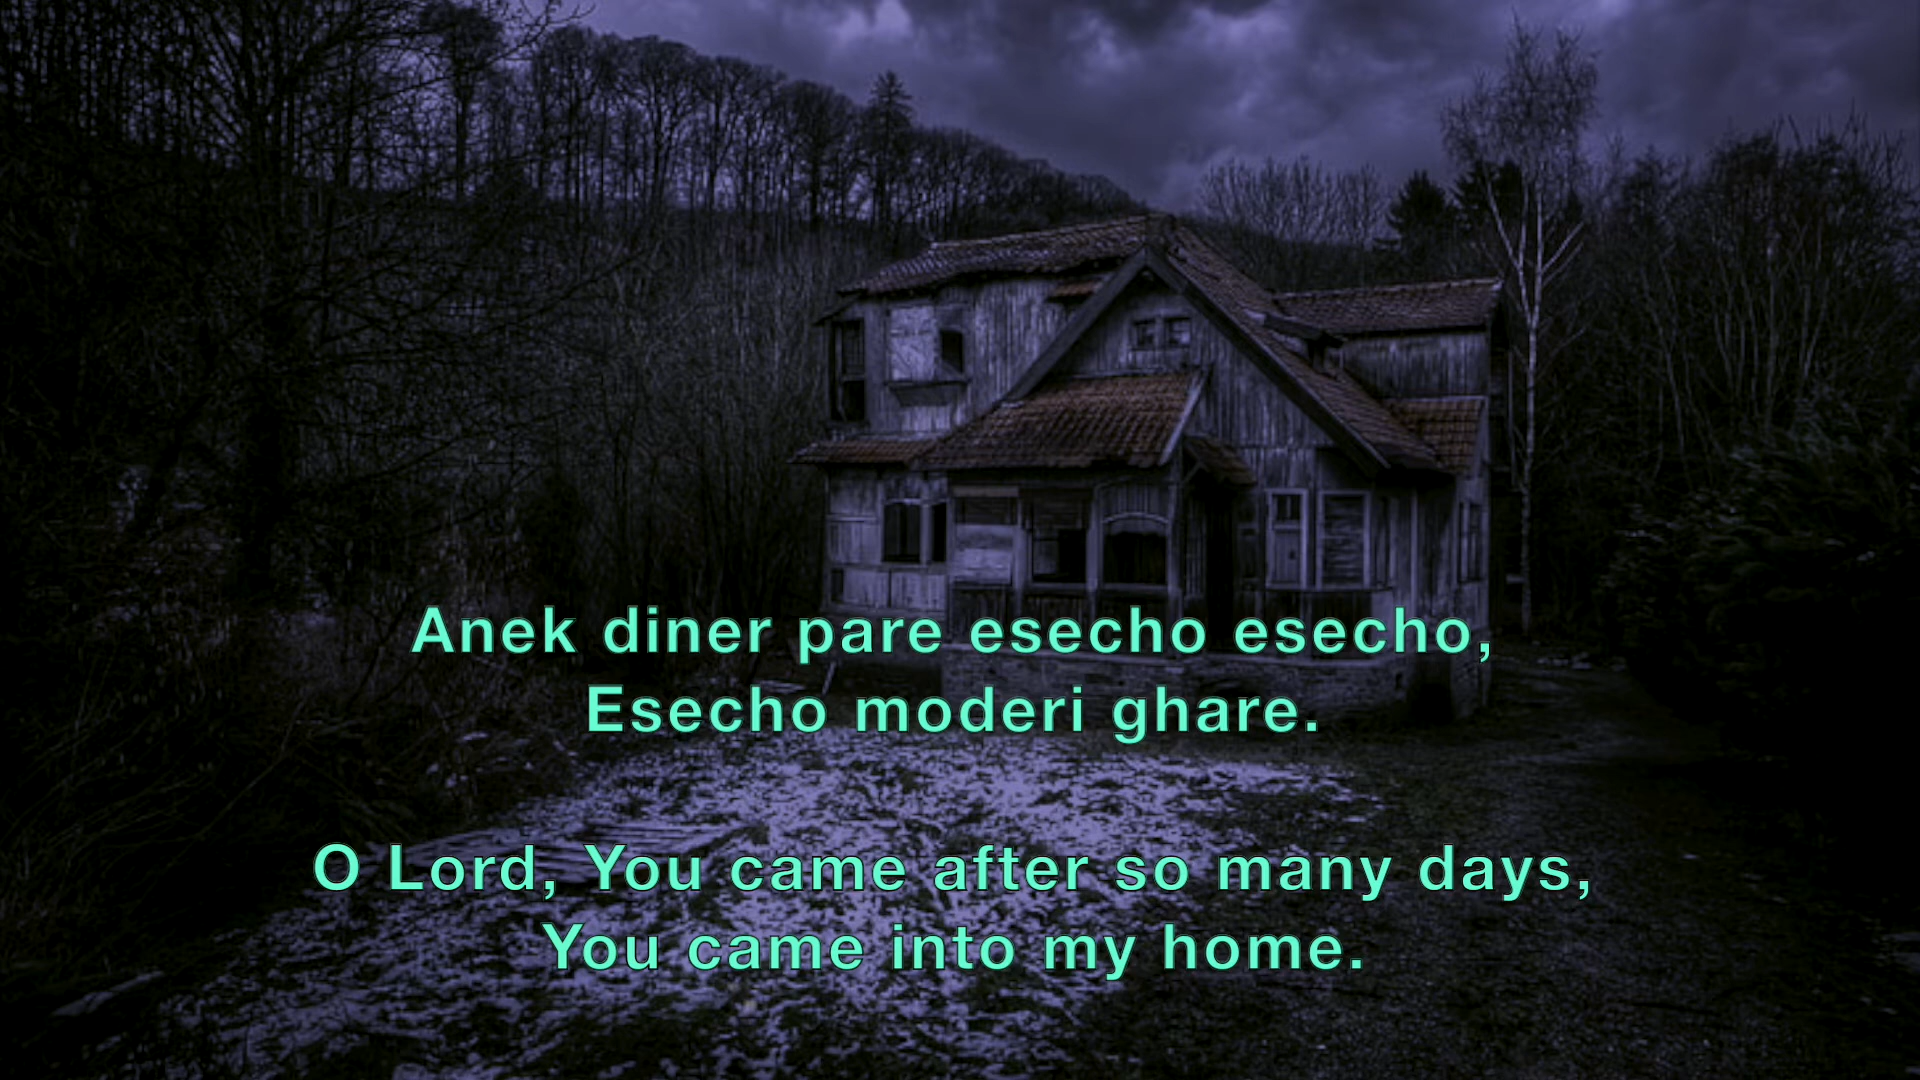 Anek diner pare esecho esecho,
Esecho moderi ghare.
O Lord, You came after so many days,
You came into my home.